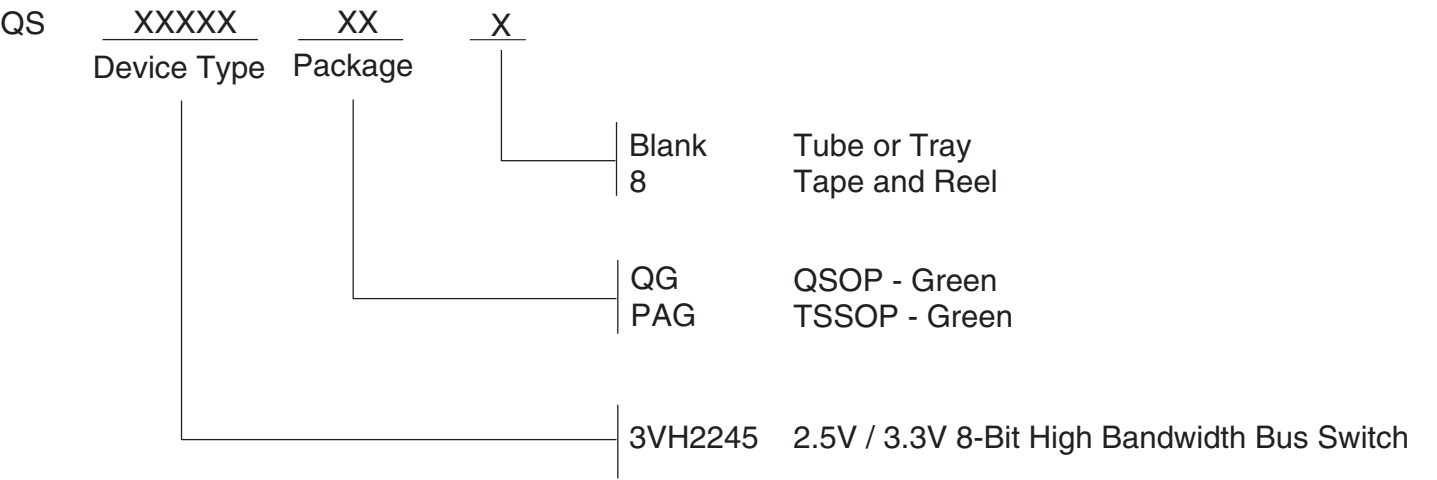 QS XXXXX XX X
Device Type Package
Blank Tube or Tray
8 Tape and Reel
QG QSOP - Green
PAG TSSOP - Green
3VH2245 2.5V / 3.3V 8-Bit High Bandwidth Bus Switch